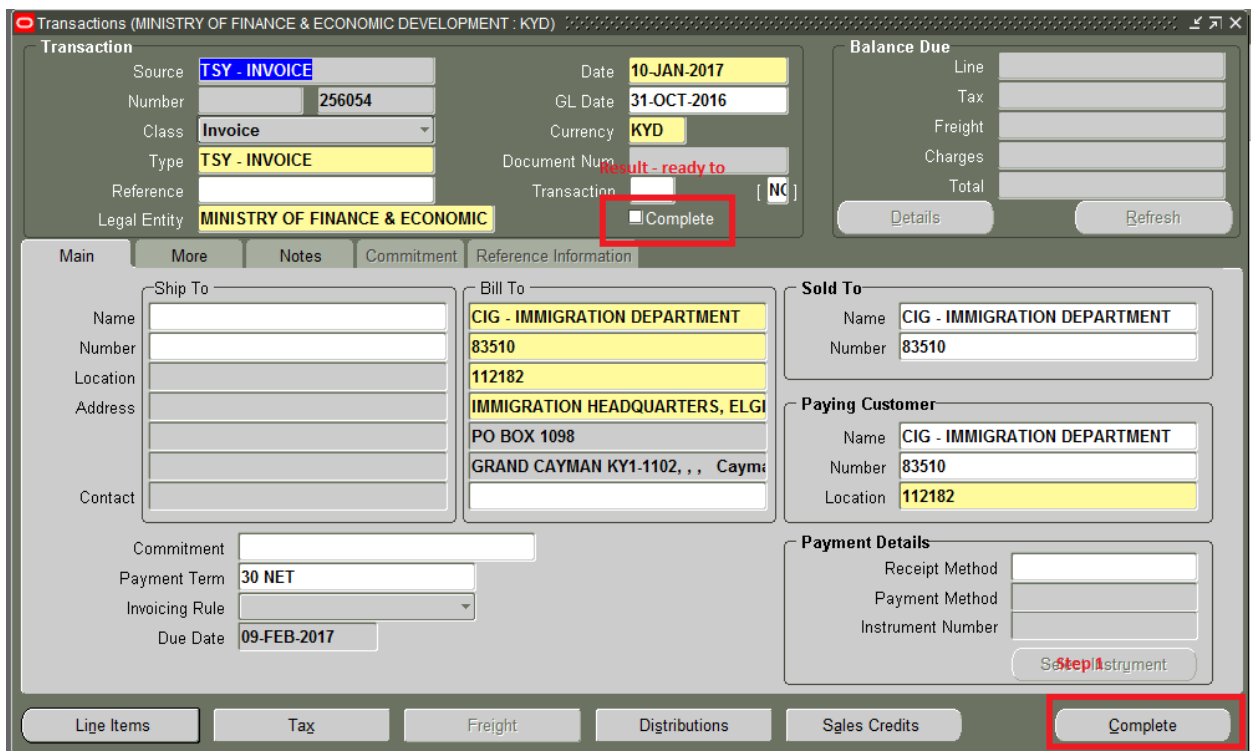 Transactions (MINISTRY OF FINANCE & ECONOMIC DEVELOPMENT : KYD)
Transaction
Source TSY - INVOICE
Number 256054
Class Invoice
Type TSY - INVOICE
Reference
Legal Entity MINISTRY OF FINANCE & ECONOMIC
Date 10-JAN-2017
GL Date 31-OCT-2016
Currency KYD
Document Num
Result - ready to
Transaction [ NO ]
Complete
Balance Due
Line
Tax
Freight
Charges
Total
Details Refresh
Main More Notes Commitment Reference Information
Ship To
Name
Number
Location
Address
Contact
Bill To
CIG - IMMIGRATION DEPARTMENT
83510
112182
IMMIGRATION HEADQUARTERS, ELGI
PO BOX 1098
GRAND CAYMAN KY1-1102, , , Cayma
Sold To
Name CIG - IMMIGRATION DEPARTMENT
Number 83510
Paying Customer
Name CIG - IMMIGRATION DEPARTMENT
Number 83510
Location 112182
Commitment
Payment Term 30 NET
Invoicing Rule
Due Date 09-FEB-2017
Payment Details
Receipt Method
Payment Method
Instrument Number
Select Instrument
Step 1
Line Items Tax Freight Distributions Sales Credits Complete